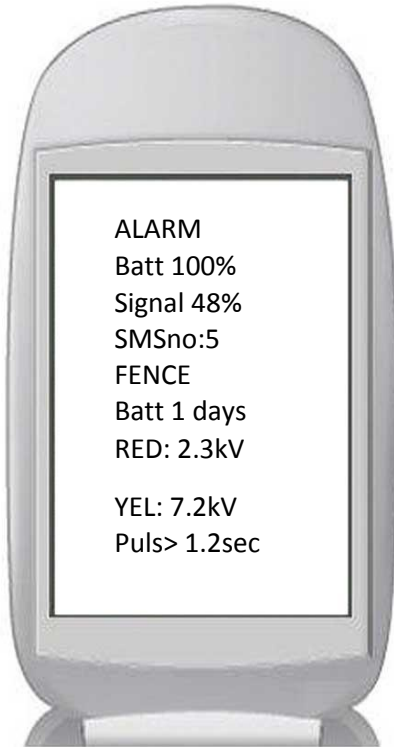 ALARM
Batt 100%
Signal 48%
SMSno:5
FENCE
Batt 1 days
RED: 2.3kV
YEL: 7.2kV
Puls> 1.2sec